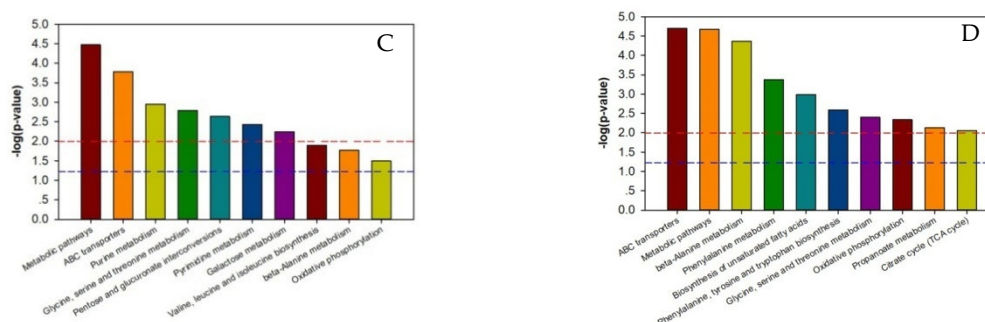 C
-log(p-value)
5.0
4.5
4.0
3.5
3.0
2.5
2.0
1.5
1.0
.5
0.0
Metabolic pathways
ABC transporters
Purine metabolism
Glycine, serine and threnine metabolism
Pentose and glucuronate interconversions
Pyrimidine metabolism
Galactose metabolism
Valine, leucine and isoleucine biosynthesis
beta-Alanine metabolism
Oxidative phosphorylation
D
-log(p-value)
5.0
4.5
4.0
3.5
3.0
2.5
2.0
1.5
1.0
.5
0.0
ABC transporters
Metabolic pathways
beta-Alanine metabolism
Phenylalanine metabolism
Biosynthesis of unsaturated fatty acids
Phenylalanine, tyrosine and tryptophan biosynthesis
Glycine, serine and threonine metabolism
Oxidative phosphorylation
Propanoate metabolism
Citrate cycle (TCA cycle)